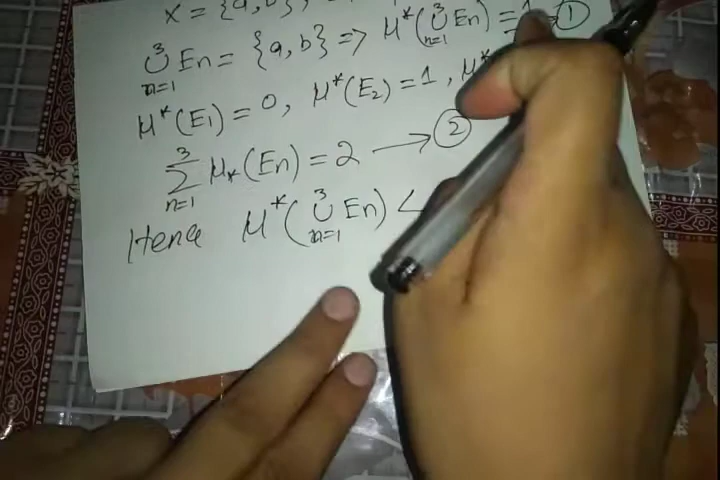 X = {a,b},
3 ∪ n=1 En = {a,b} => μ*(3 ∪ n=1 En) = 1 → ①
μ*(E1) = 0, μ*(E2) = 1, μ*
3 Σ n=1 μ*(En) = 2 → ②
Hence μ*(3 ∪ n=1 En) <